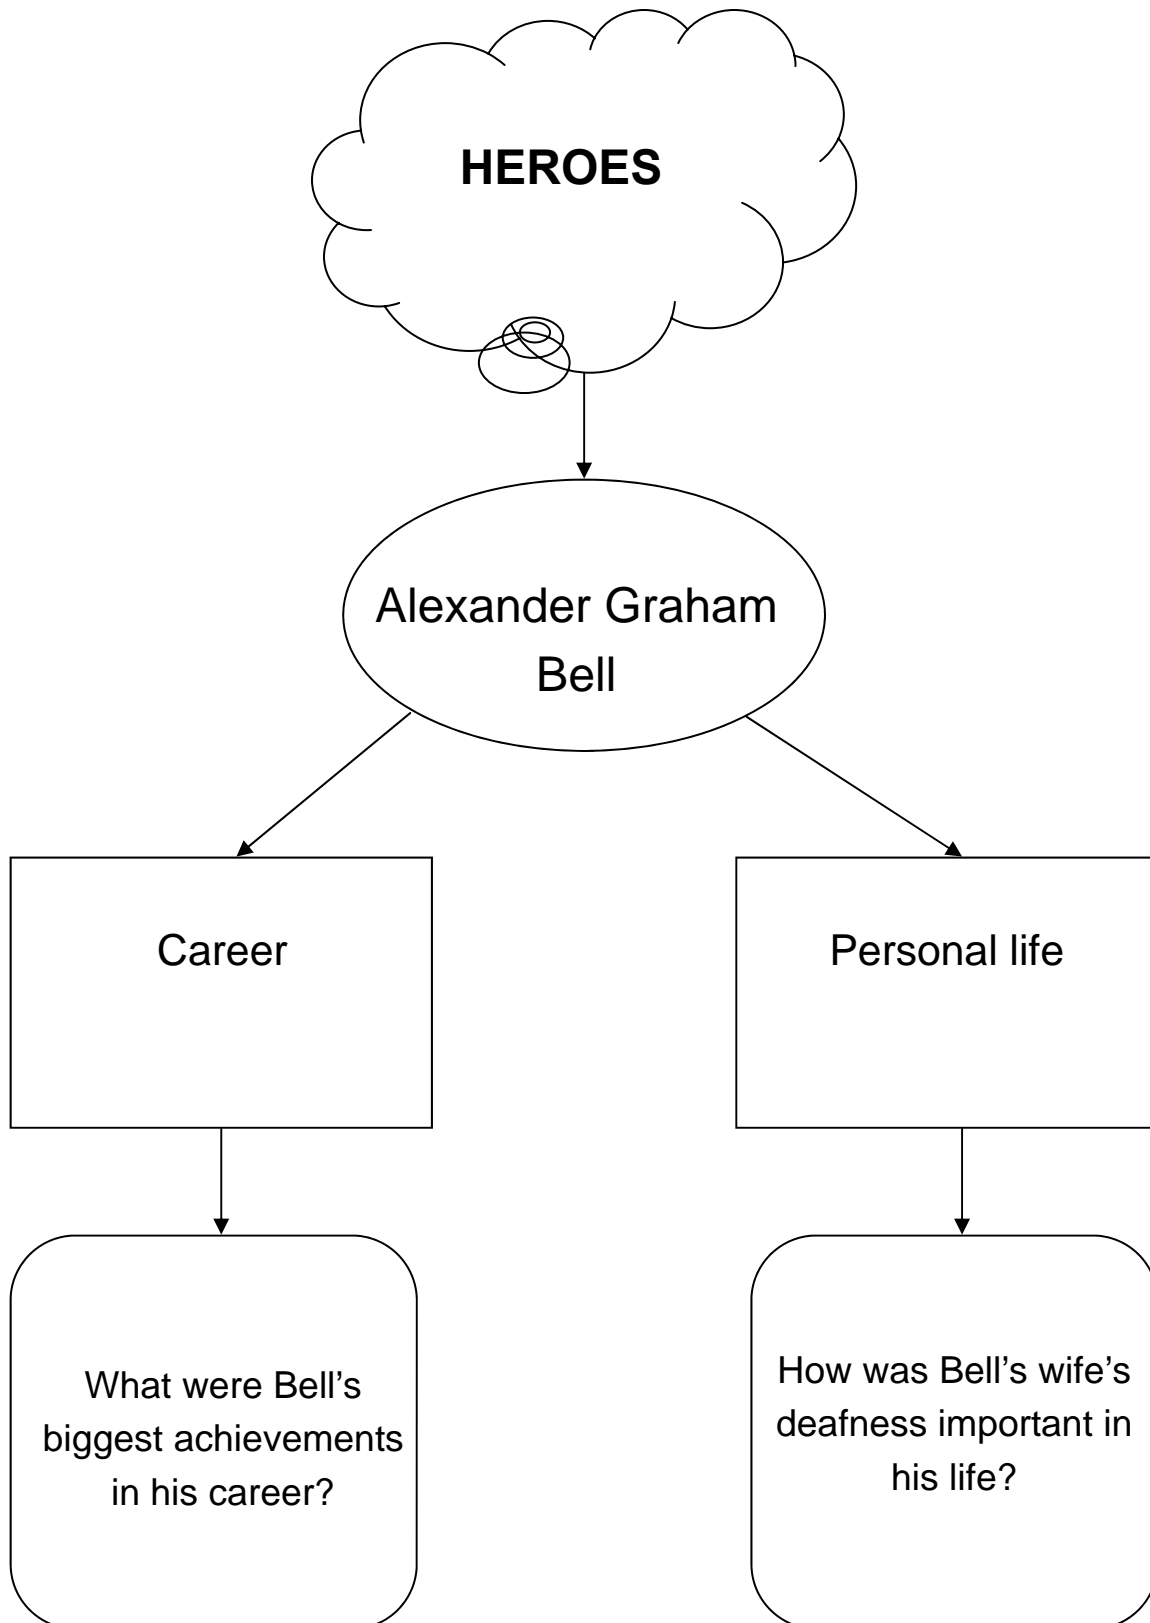 HEROES
Alexander Graham
Bell
Career
Personal life
What were Bell’s
biggest achievements
in his career?
How was Bell’s wife’s
deafness important in
his life?